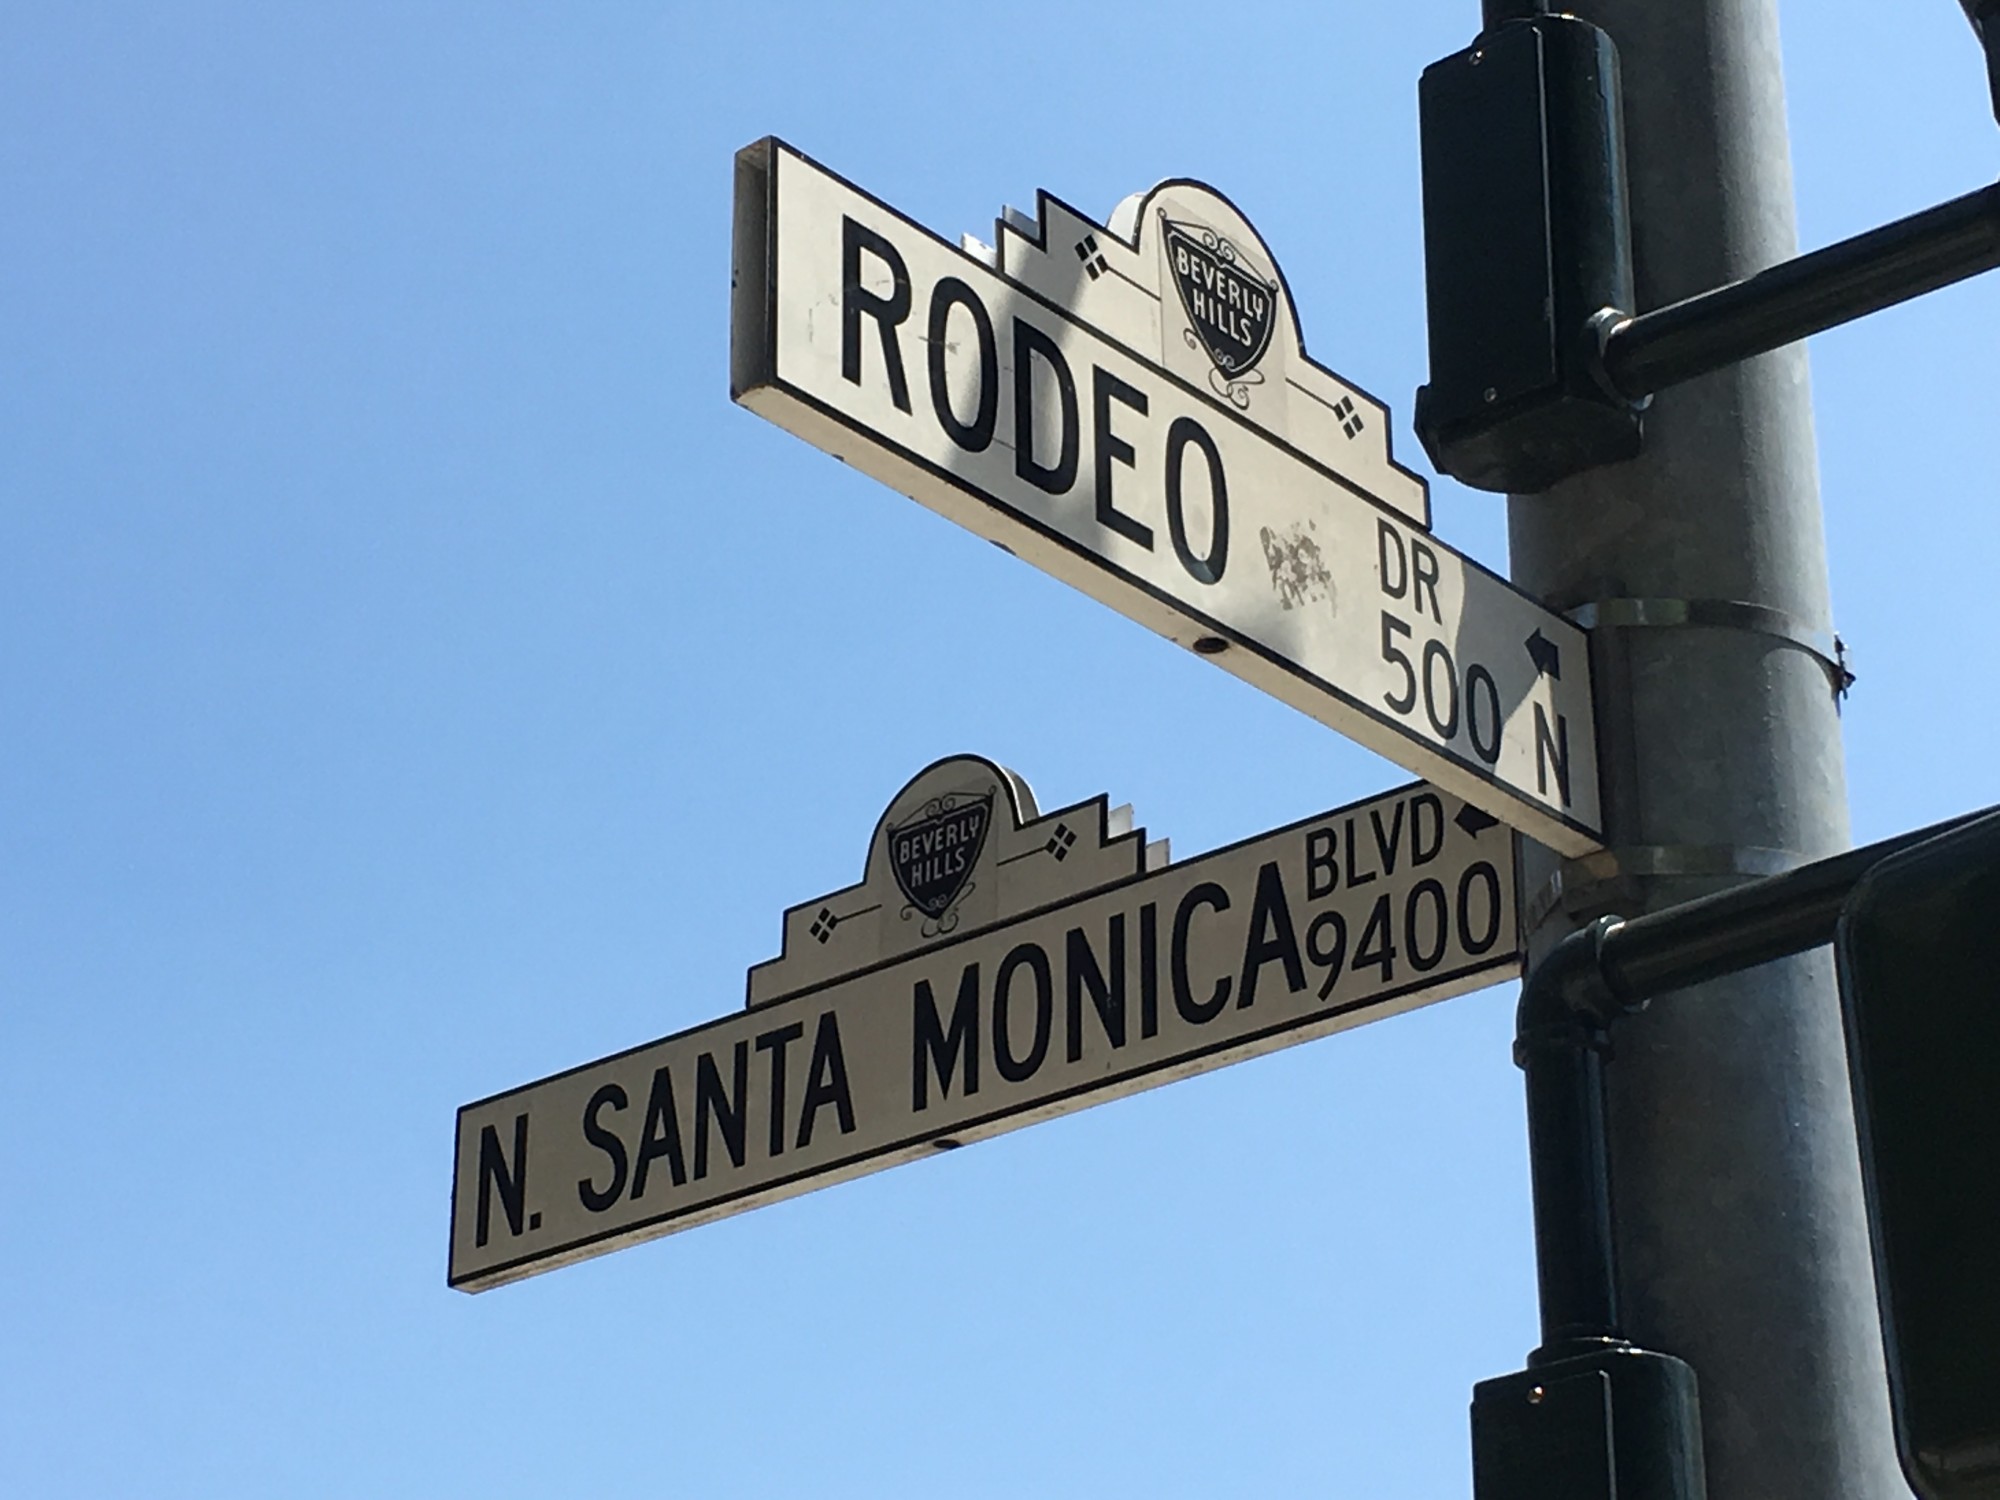 BEVERLY
HILLS
RODEO DR
500 N
BEVERLY
HILLS
N. SANTA MONICA BLVD
9400